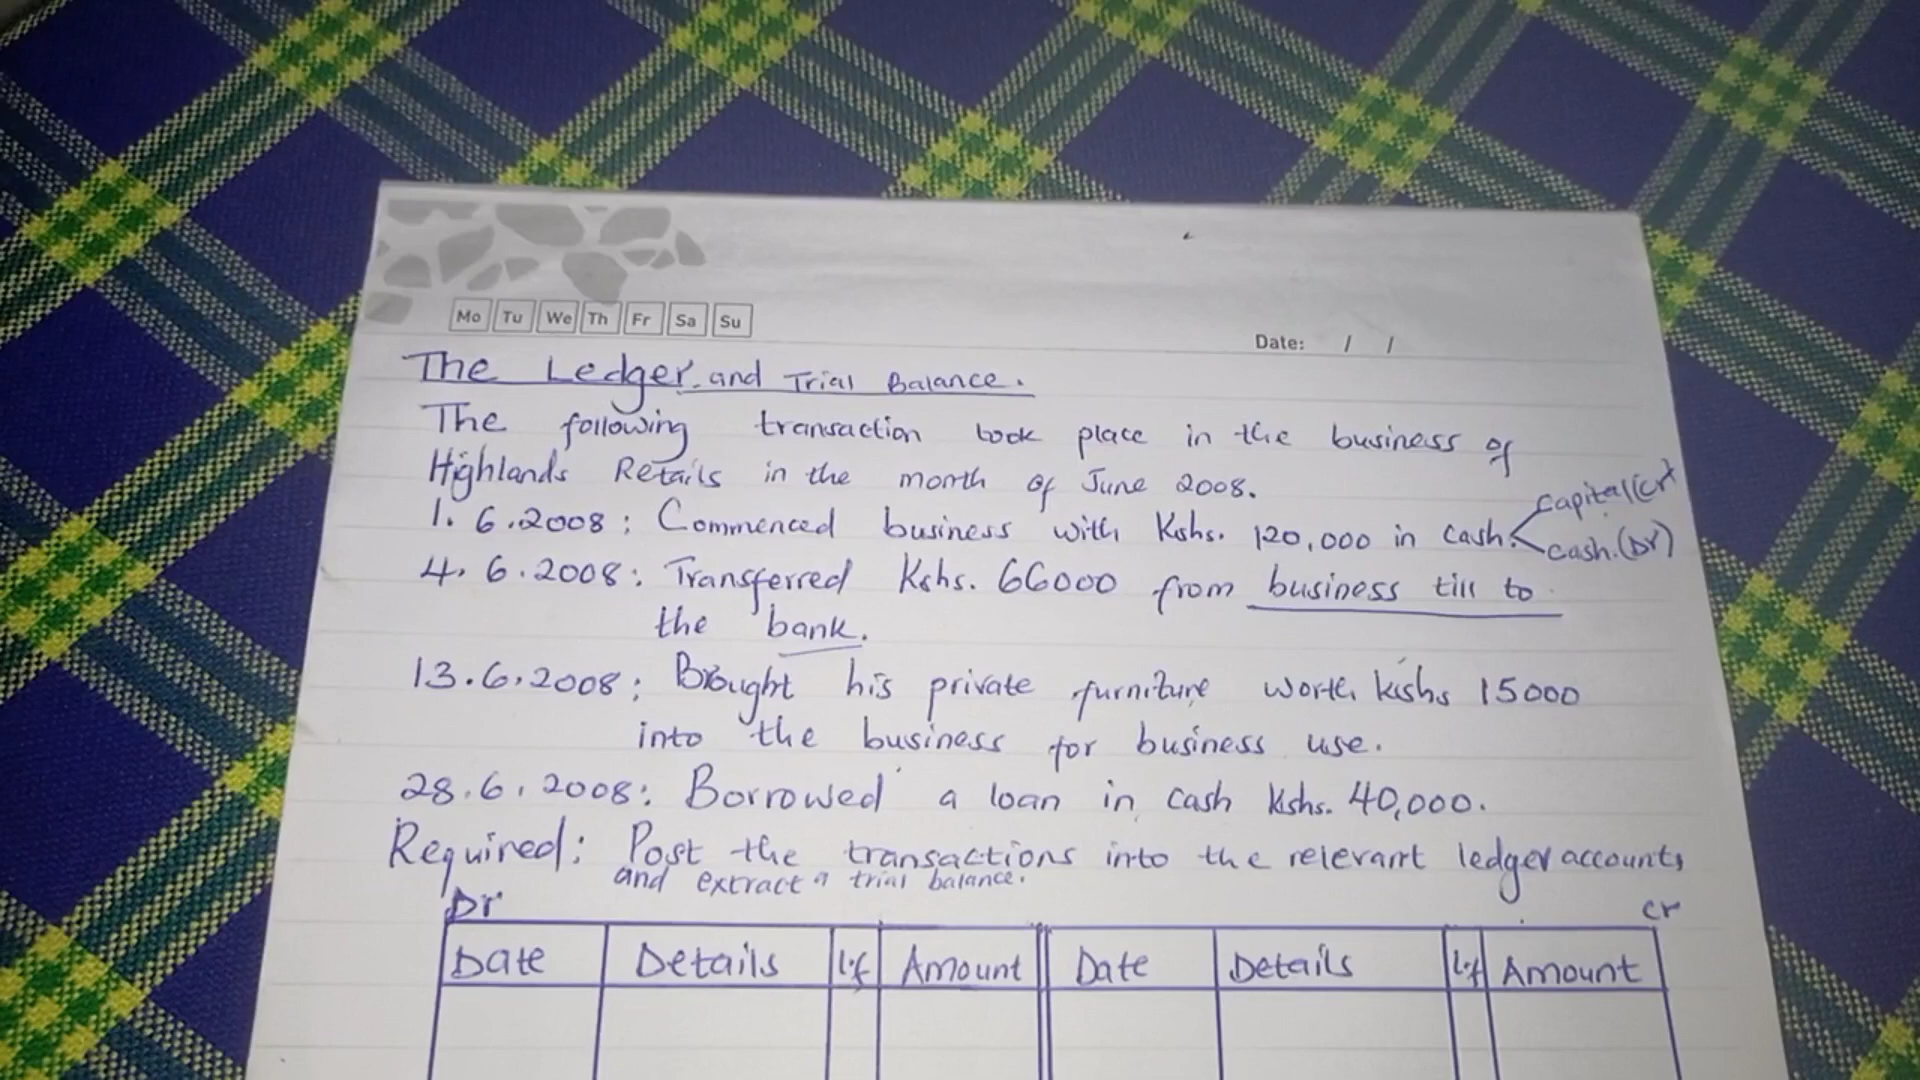 Mo Tu We Th Fr Sa Su
Date: / /
The Ledger and Trial Balance.
The following transaction took place in the business of
Highlands Retails in the month of June 2008.
1. 6.2008: Commenced business with Kshs. 120,000 in cash. capital(cr) cash.(Dr)
4. 6.2008: Transferred Kshs. 66000 from business till to
the bank.
13.6.2008: Brought his private furniture worth Kshs 15000
into the business for business use.
28.6.2008: Borrowed a loan in cash Kshs. 40,000.
Required: Post the transactions into the relevant ledger accounts
and extract a trial balance.
Dr cr
Date Details l.f Amount Date Details l.f Amount